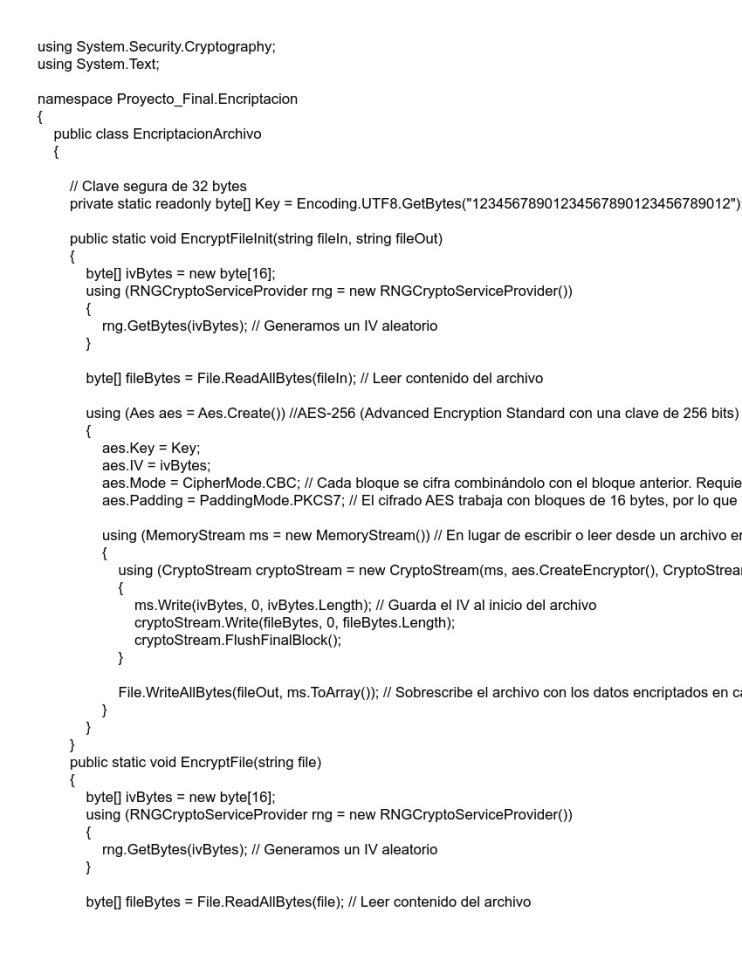 using System.Security.Cryptography;
using System.Text;
namespace Proyecto_Final.Encriptacion
{
public class EncriptacionArchivo
{
// Clave segura de 32 bytes
private static readonly byte[] Key = Encoding.UTF8.GetBytes("12345678901234567890123456789012")
public static void EncryptFileInit(string fileIn, string fileOut)
{
byte[] ivBytes = new byte[16];
using (RNGCryptoServiceProvider rng = new RNGCryptoServiceProvider())
{
rng.GetBytes(ivBytes); // Generamos un IV aleatorio
}
byte[] fileBytes = File.ReadAllBytes(fileIn); // Leer contenido del archivo
using (Aes aes = Aes.Create()) //AES-256 (Advanced Encryption Standard con una clave de 256 bits)
{
aes.Key = Key;
aes.IV = ivBytes;
aes.Mode = CipherMode.CBC; // Cada bloque se cifra combinándolo con el bloque anterior. Requie
aes.Padding = PaddingMode.PKCS7; // El cifrado AES trabaja con bloques de 16 bytes, por lo que
using (MemoryStream ms = new MemoryStream()) // En lugar de escribir o leer desde un archivo en
{
using (CryptoStream cryptoStream = new CryptoStream(ms, aes.CreateEncryptor(), CryptoStrea
{
ms.Write(ivBytes, 0, ivBytes.Length); // Guarda el IV al inicio del archivo
cryptoStream.Write(fileBytes, 0, fileBytes.Length);
cryptoStream.FlushFinalBlock();
}
File.WriteAllBytes(fileOut, ms.ToArray()); // Sobrescribe el archivo con los datos encriptados en ca
}
}
}
public static void EncryptFile(string file)
{
byte[] ivBytes = new byte[16];
using (RNGCryptoServiceProvider rng = new RNGCryptoServiceProvider())
{
rng.GetBytes(ivBytes); // Generamos un IV aleatorio
}
byte[] fileBytes = File.ReadAllBytes(file); // Leer contenido del archivo